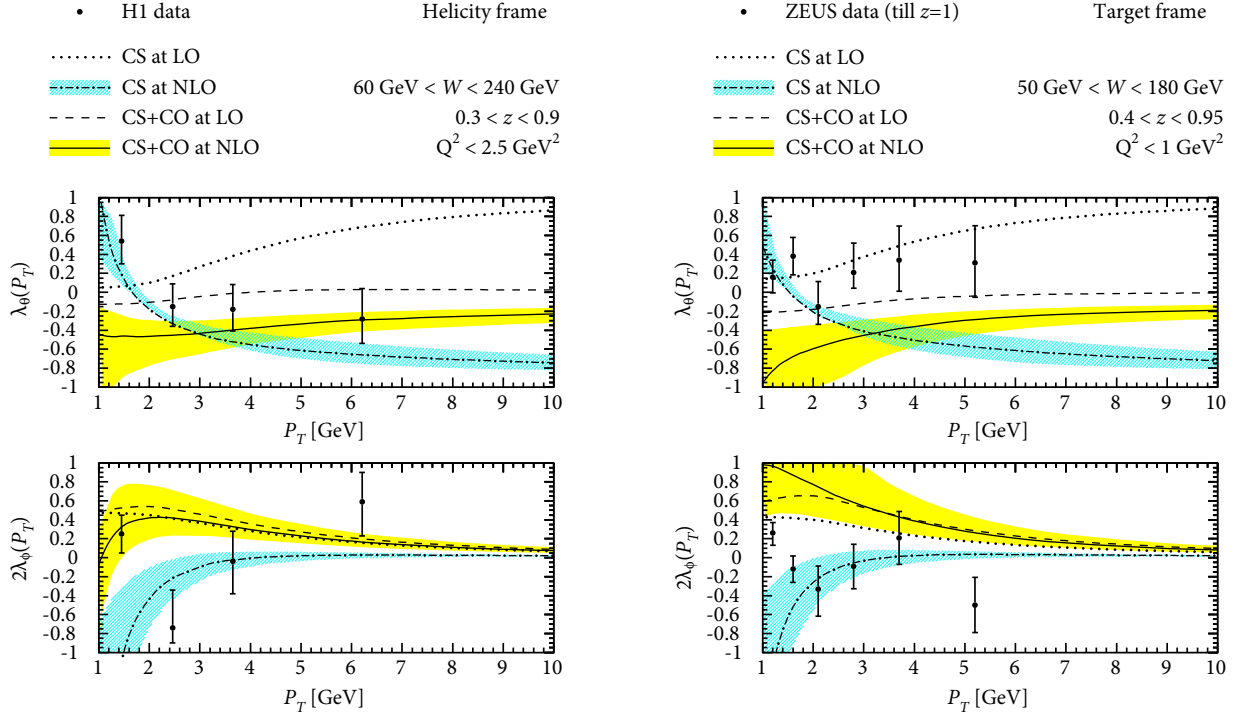 H1 data Helicity frame
CS at LO
CS at NLO 60 GeV < W < 240 GeV
CS+CO at LO 0.3 < z < 0.9
CS+CO at NLO Q² < 2.5 GeV²
1
0.8
0.6
0.4
0.2
0
-0.2
-0.4
-0.6
-0.8
-1
λθ(P_T)
1 2 3 4 5 6 7 8 9 10
P_T [GeV]
1
0.8
0.6
0.4
0.2
0
-0.2
-0.4
-0.6
-0.8
-1
2λϕ(P_T)
1 2 3 4 5 6 7 8 9 10
P_T [GeV]
ZEUS data (till z=1) Target frame
CS at LO
CS at NLO 50 GeV < W < 180 GeV
CS+CO at LO 0.4 < z < 0.95
CS+CO at NLO Q² < 1 GeV²
1
0.8
0.6
0.4
0.2
0
-0.2
-0.4
-0.6
-0.8
-1
λθ(P_T)
1 2 3 4 5 6 7 8 9 10
P_T [GeV]
1
0.8
0.6
0.4
0.2
0
-0.2
-0.4
-0.6
-0.8
-1
2λϕ(P_T)
1 2 3 4 5 6 7 8 9 10
P_T [GeV]